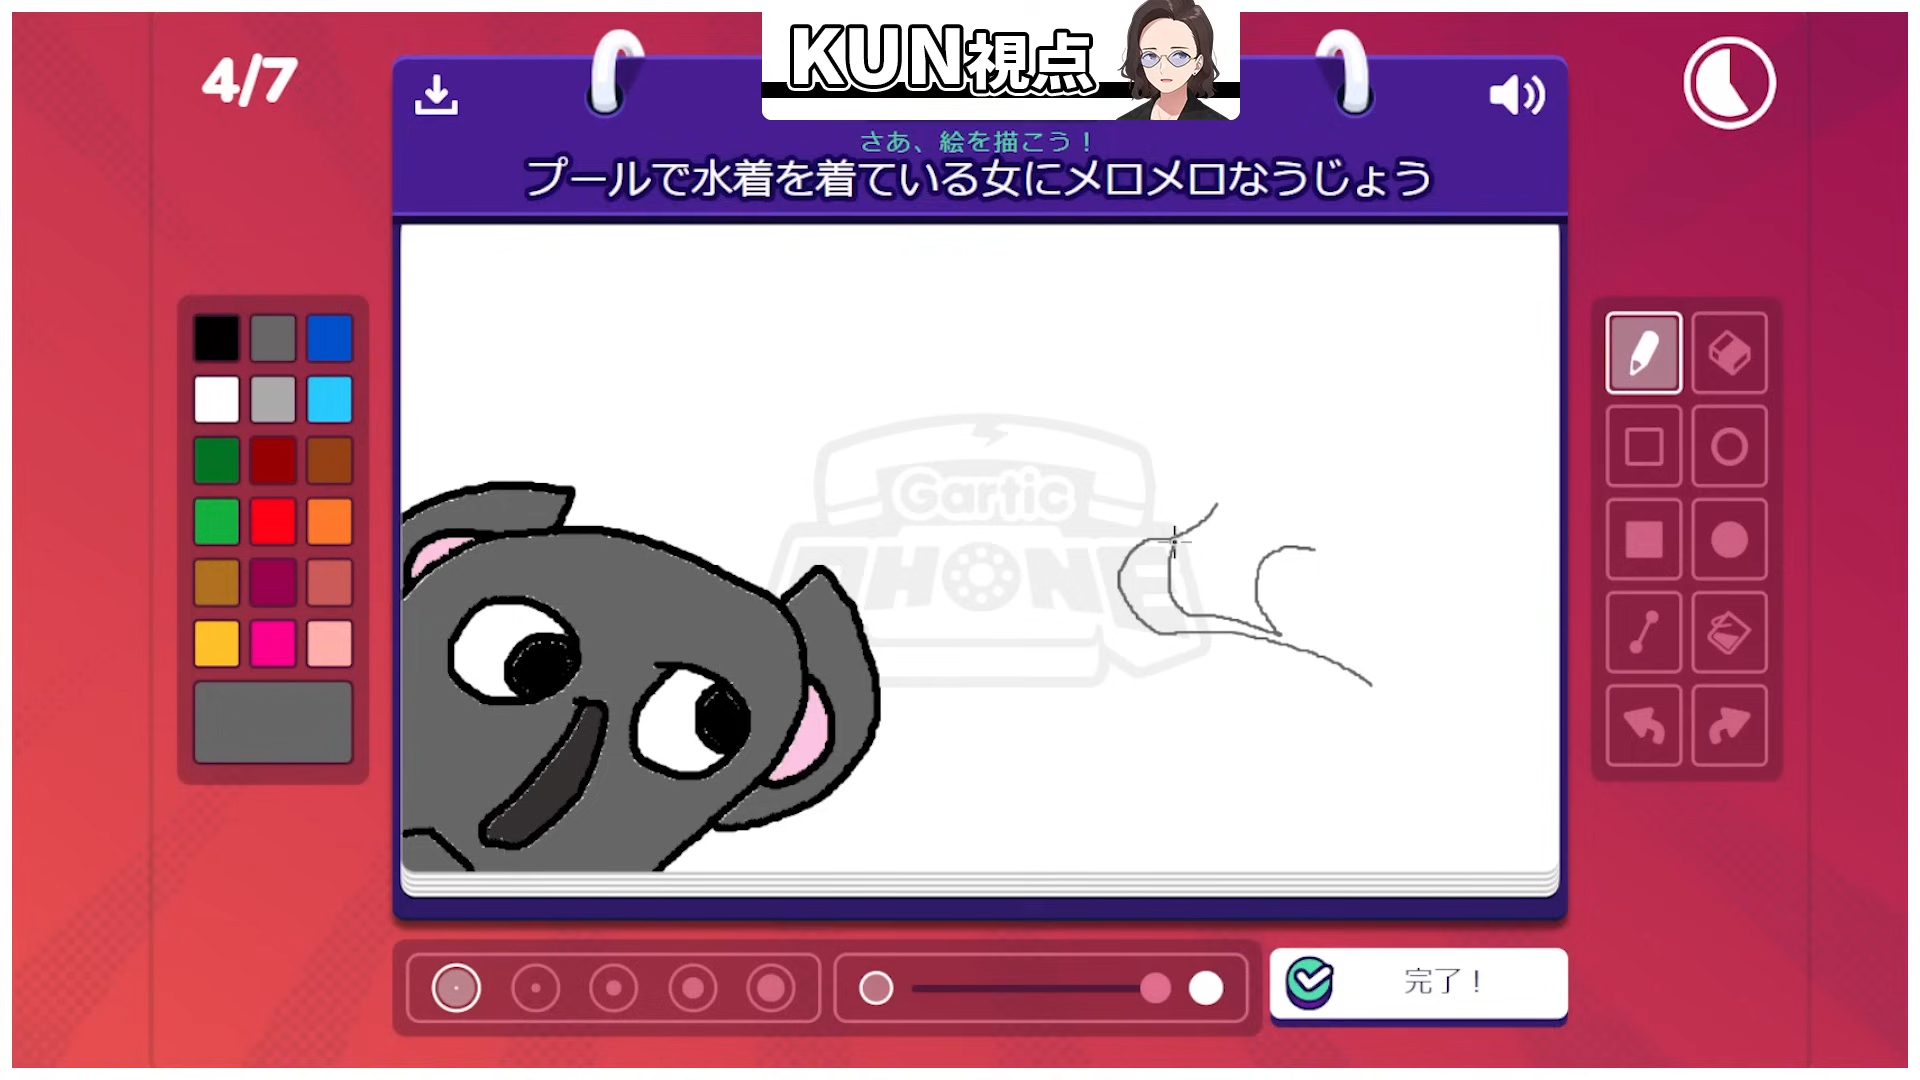 KUN視点
4/7
さあ、絵を描こう！
プールで水着を着ている女にメロメロなうじょう
Gartic
PHONE
完了！